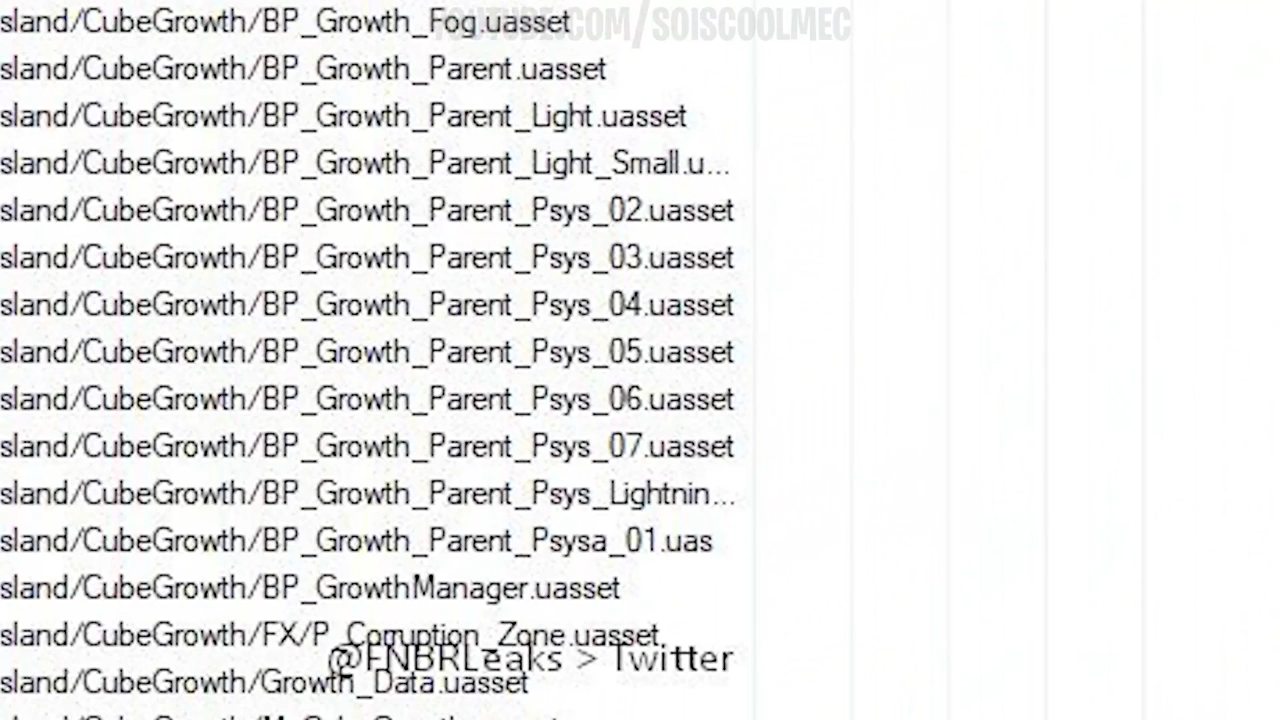 YOUTUBE.COM/SOISCOOLMEC
sland/CubeGrowth/BP_Growth_Fog.uasset
sland/CubeGrowth/BP_Growth_Parent.uasset
sland/CubeGrowth/BP_Growth_Parent_Light.uasset
sland/CubeGrowth/BP_Growth_Parent_Light_Small.u...
sland/CubeGrowth/BP_Growth_Parent_Psys_02.uasset
sland/CubeGrowth/BP_Growth_Parent_Psys_03.uasset
sland/CubeGrowth/BP_Growth_Parent_Psys_04.uasset
sland/CubeGrowth/BP_Growth_Parent_Psys_05.uasset
sland/CubeGrowth/BP_Growth_Parent_Psys_06.uasset
sland/CubeGrowth/BP_Growth_Parent_Psys_07.uasset
sland/CubeGrowth/BP_Growth_Parent_Psys_Lightnin...
sland/CubeGrowth/BP_Growth_Parent_Psysa_01.uas
sland/CubeGrowth/BP_GrowthManager.uasset
sland/CubeGrowth/FX/P_Corruption_Zone.uasset
@FNBRLeaks > Twitter
sland/CubeGrowth/Growth_Data.uasset